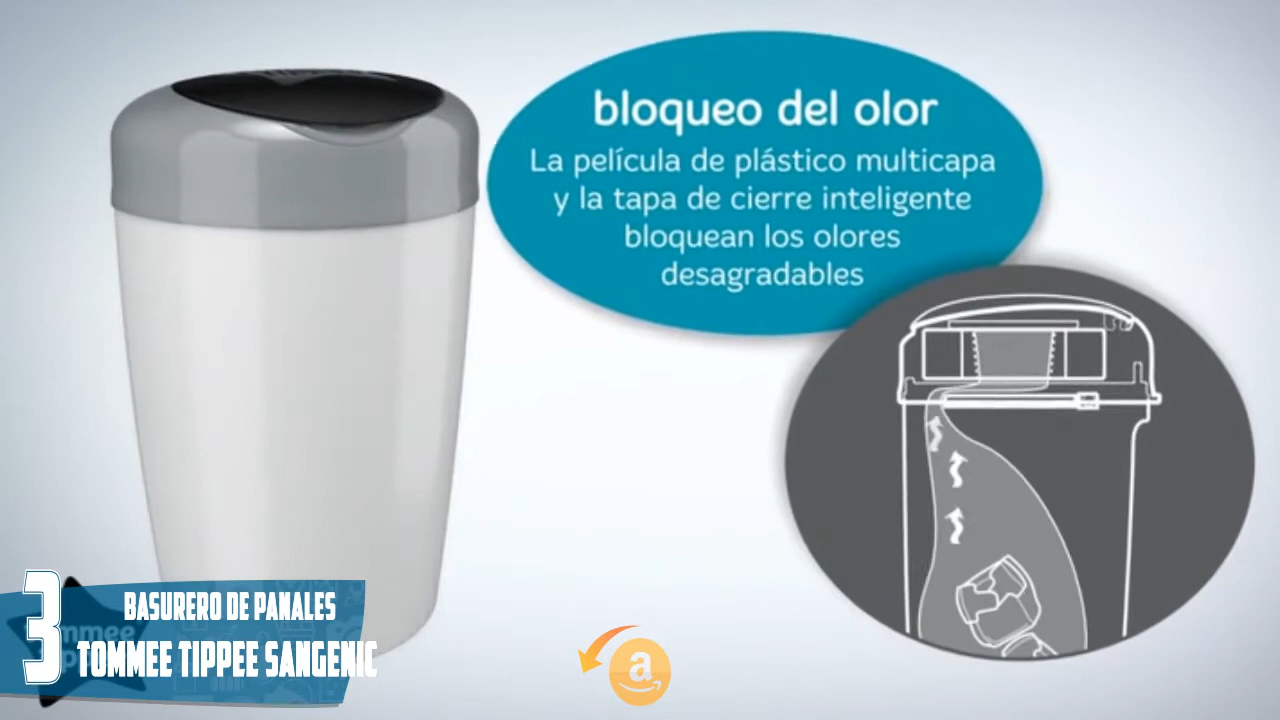 bloqueo del olor
La película de plástico multicapa
y la tapa de cierre inteligente
bloquean los olores
desagradables
3
BASURERO DE PANALES
TOMMEE TIPPEE SANGENIC
a